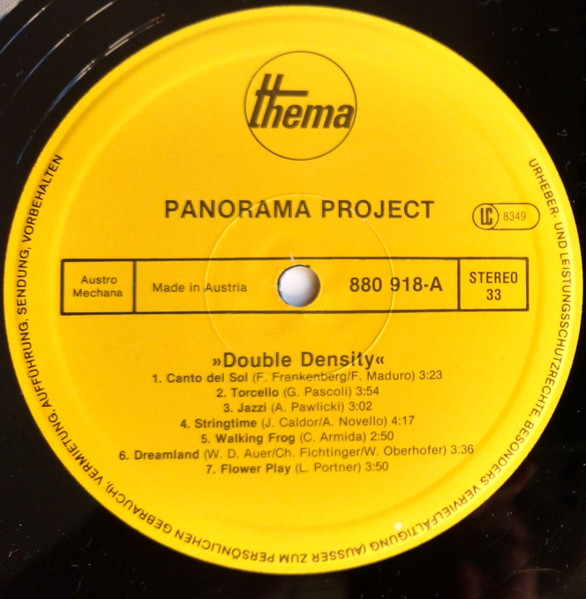 thema
PANORAMA PROJECT
LC 8349
Austro
Mechana
Made in Austria
880 918-A
STEREO
33
»Double Density«
1. Canto del Sol (F. Frankenberg/F. Maduro) 3:23
2. Torcello (G. Pascoli) 3:54
3. Jazzi (A. Pawlicki) 3:02
4. Stringtime (J. Caldor/A. Novello) 4:17
5. Walking Frog (C. Armida) 2:50
6. Dreamland (W. D. Auer/Ch. Fichtinger/W. Oberhofer) 3:36
7. Flower Play (L. Portner) 3:50
URHEBER- UND LEISTUNGSSCHUTZRECHTE, BESONDERS VERVIELFÄLTIGUNG (AUSSER ZUM PERSÖNLICHEN GEBRAUCH), VERMIETUNG, AUFFÜHRUNG, SENDUNG, VORBEHALTEN